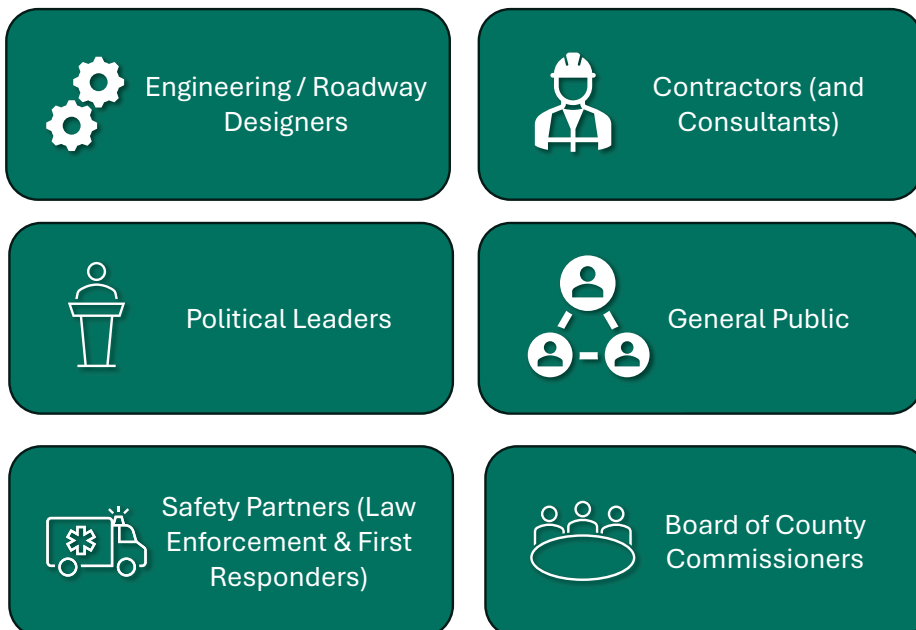 Engineering / Roadway
Designers
Contractors (and
Consultants)
Political Leaders
General Public
Safety Partners (Law
Enforcement & First
Responders)
Board of County
Commissioners